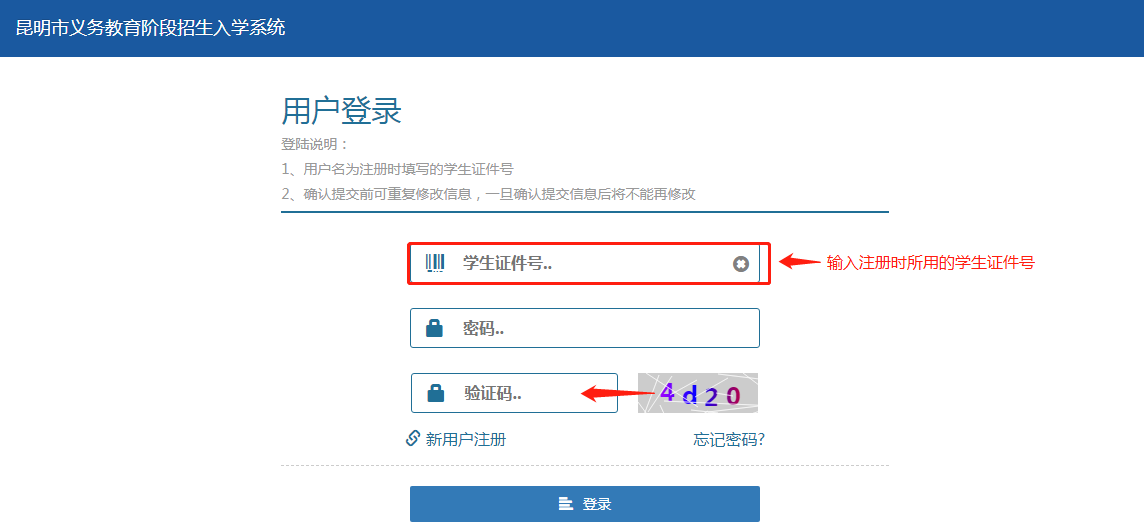 昆明市义务教育阶段招生入学系统
用户登录
登陆说明：
1、用户名为注册时填写的学生证件号
2、确认提交前可重复修改信息，一旦确认提交信息后将不能再修改
学生证件号..
输入注册时所用的学生证件号
密码..
验证码..
4d20
新用户注册
忘记密码?
登录